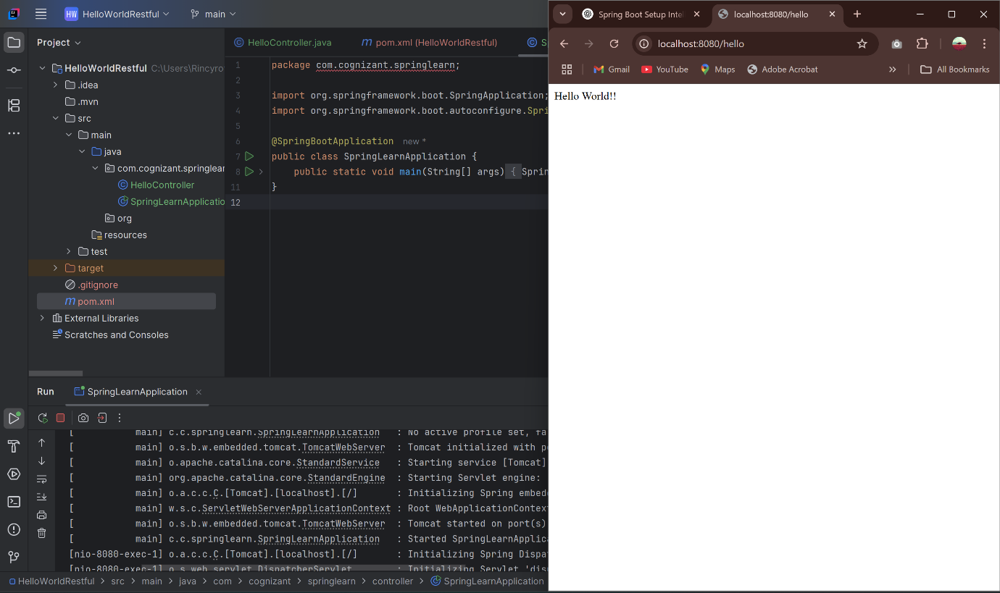 HW HelloWorldRestful main
Project
HelloWorldRestful C:\Users\Rincyro
.idea
.mvn
src
main
java
com.cognizant.springlear
HelloController
SpringLearnApplicatio
org
resources
test
target
.gitignore
pom.xml
External Libraries
Scratches and Consoles
HelloController.java pom.xml (HelloWorldRestful) S
1 package com.cognizant.springlearn;
2
3 import org.springframework.boot.SpringApplication;
4 import org.springframework.boot.autoconfigure.Spri
5
6 @SpringBootApplication new *
7 public class SpringLearnApplication {
8 public static void main(String[] args) { Sprin
11 }
12
Run SpringLearnApplication
[ main] c.c.springlearn.SpringLearnApplication : No active profile set, fa
[ main] o.s.b.w.embedded.tomcat.TomcatWebServer : Tomcat initialized with po
[ main] o.apache.catalina.core.StandardService : Starting service [Tomcat]
[ main] org.apache.catalina.core.StandardEngine : Starting Servlet engine:
[ main] o.a.c.c.C.[Tomcat].[localhost].[/] : Initializing Spring embed
[ main] w.s.c.ServletWebServerApplicationContext : Root WebApplicationContext
[ main] o.s.b.w.embedded.tomcat.TomcatWebServer : Tomcat started on port(s)
[ main] c.c.springlearn.SpringLearnApplication : Started SpringLearnApplica
[nio-8080-exec-1] o.a.c.c.C.[Tomcat].[localhost].[/] : Initializing Spring Dispat
[nio-8080-exec-1] o.s.web.servlet.DispatcherServlet : Initializing Servlet 'disp
HelloWorldRestful > src > main > java > com > cognizant > springlearn > controller > SpringLearnApplication
Spring Boot Setup Intel localhost:8080/hello
localhost:8080/hello
Gmail YouTube Maps Adobe Acrobat » All Bookmarks
Hello World!!